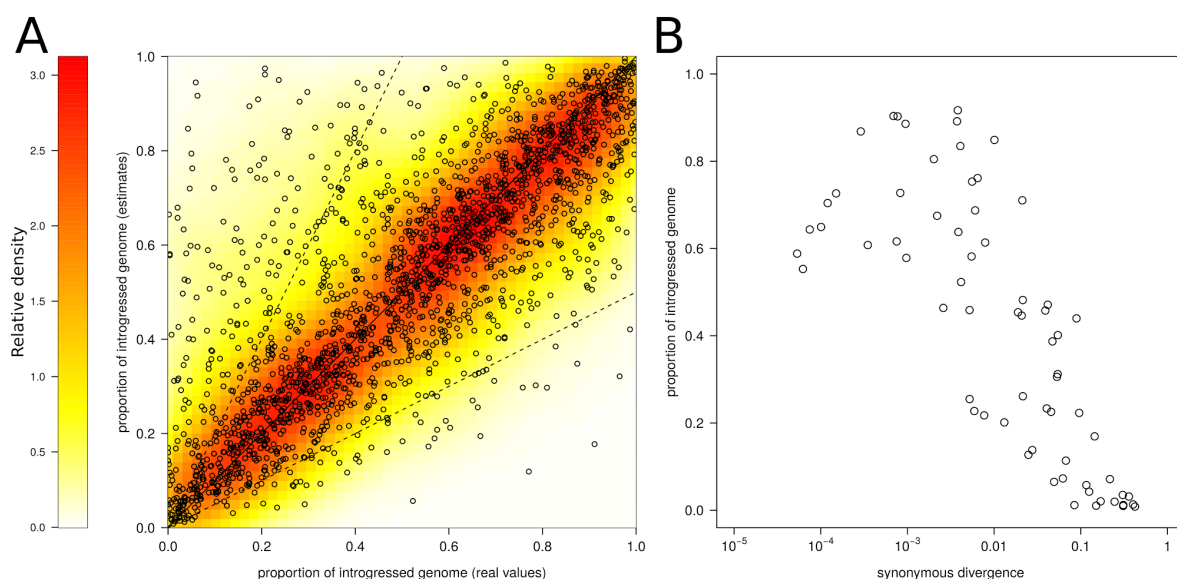 A
3.0
2.5
2.0
1.5
1.0
0.5
0.0
Relative density
1.0
0.8
0.6
0.4
0.2
0.0
proportion of introgressed genome (estimates)
0.0 0.2 0.4 0.6 0.8 1.0
proportion of introgressed genome (real values)
B
1.0
0.8
0.6
0.4
0.2
0.0
proportion of introgressed genome
10⁻⁵ 10⁻⁴ 10⁻³ 0.01 0.1 1
synonymous divergence